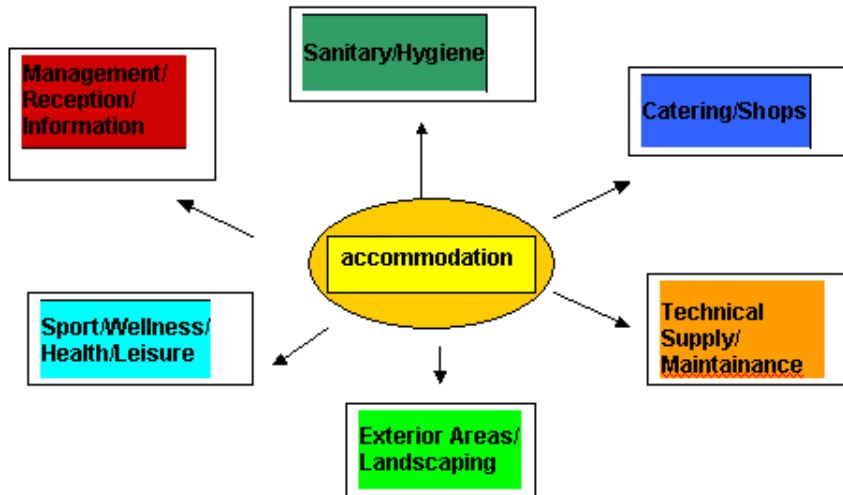 Sanitary/Hygiene
Management/
Reception/
Information
Catering/Shops
accommodation
Sport/Wellness/
Health/Leisure
Technical
Supply/
Maintainance
Exterior Areas/
Landscaping